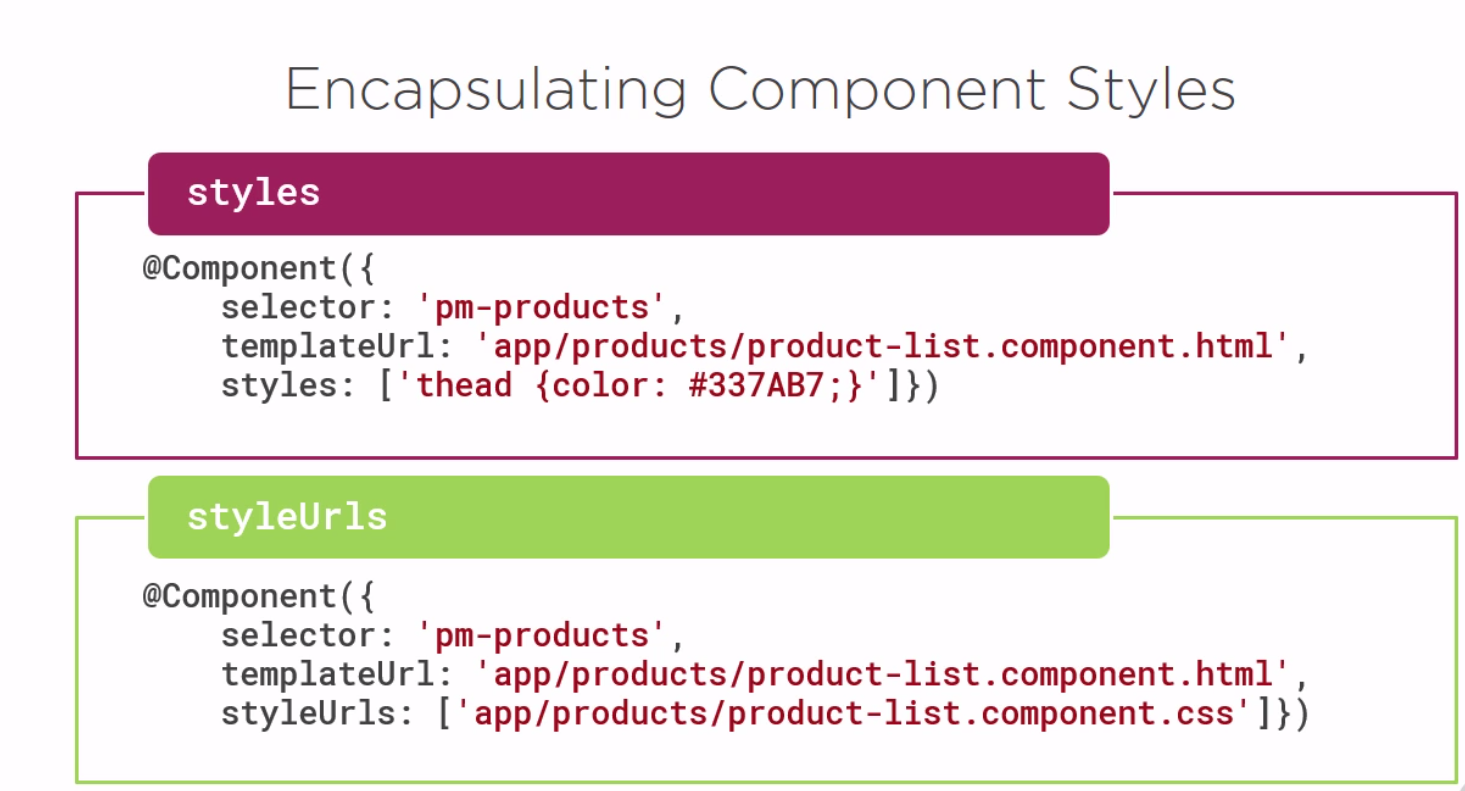 Encapsulating Component Styles
styles
@Component({
    selector: 'pm-products',
    templateUrl: 'app/products/product-list.component.html',
    styles: ['thead {color: #337AB7;}']})
styleUrls
@Component({
    selector: 'pm-products',
    templateUrl: 'app/products/product-list.component.html',
    styleUrls: ['app/products/product-list.component.css']})